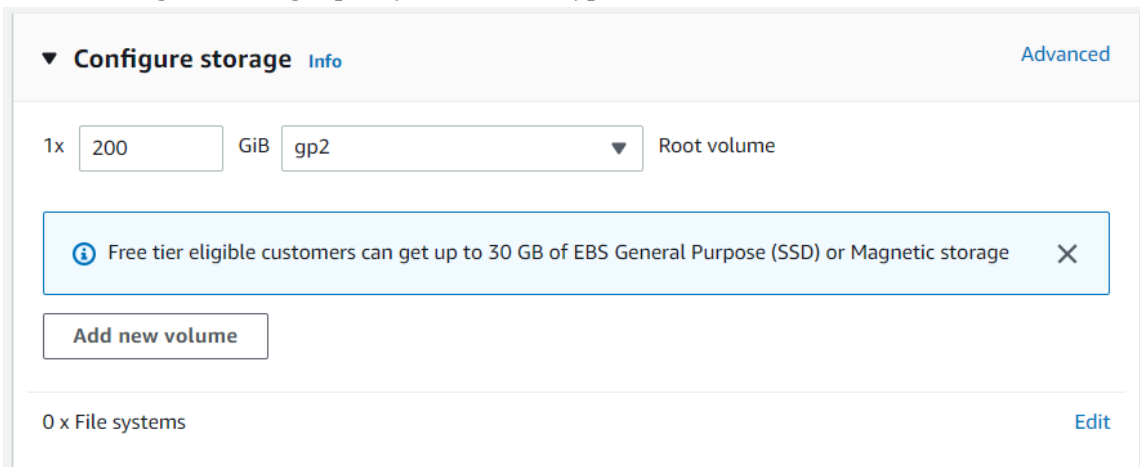 Configure storage Info Advanced
1x 200 GiB gp2 Root volume
Free tier eligible customers can get up to 30 GB of EBS General Purpose (SSD) or Magnetic storage
Add new volume
0 x File systems Edit